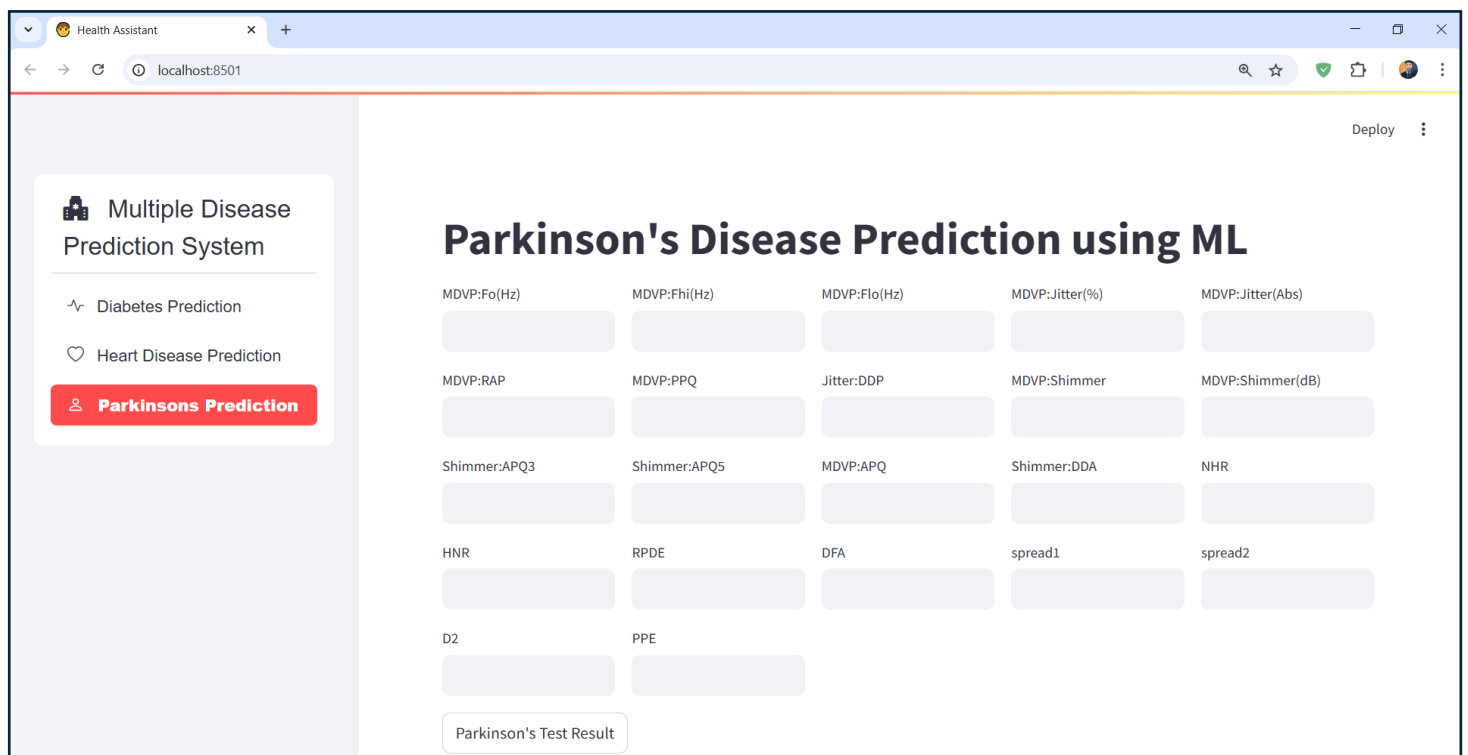 Health Assistant
localhost:8501
Deploy
Multiple Disease
Prediction System
Diabetes Prediction
Heart Disease Prediction
Parkinsons Prediction
Parkinson's Disease Prediction using ML
MDVP:Fo(Hz) MDVP:Fhi(Hz) MDVP:Flo(Hz) MDVP:Jitter(%) MDVP:Jitter(Abs)
MDVP:RAP MDVP:PPQ Jitter:DDP MDVP:Shimmer MDVP:Shimmer(dB)
Shimmer:APQ3 Shimmer:APQ5 MDVP:APQ Shimmer:DDA NHR
HNR RPDE DFA spread1 spread2
D2 PPE
Parkinson's Test Result